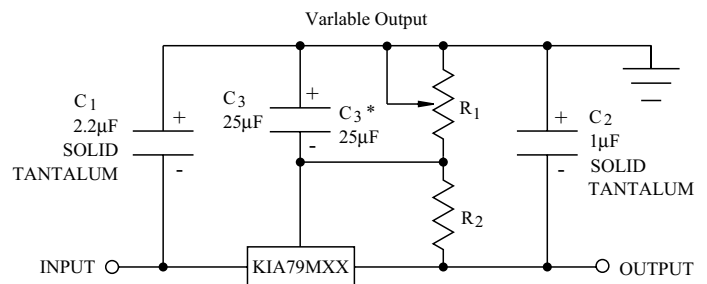 Varlable Output
C1
2.2µF
SOLID
TANTALUM
+
-
C3
25µF
+
C3*
25µF
-
R1
R2
+
C2
1µF
SOLID
TANTALUM
-
INPUT
KIA79MXX
OUTPUT